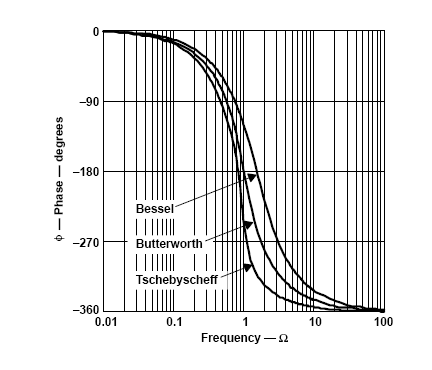 0
–90
–180
–270
–360
ϕ — Phase — degrees
Bessel
Butterworth
Tschebyscheff
0.01
0.1
1
10
100
Frequency — Ω